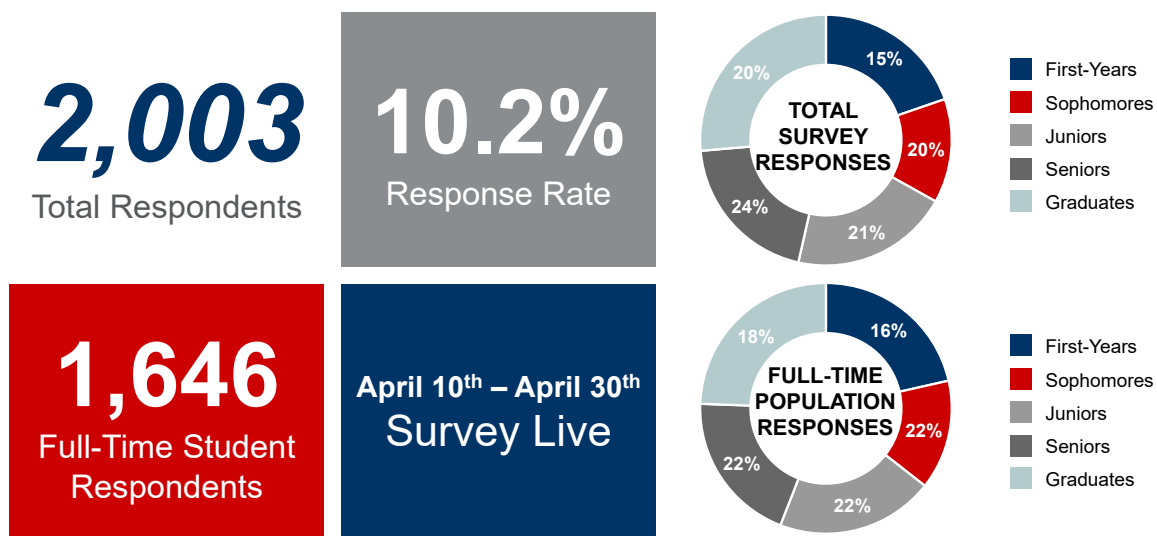 2,003
Total Respondents
10.2%
Response Rate
1,646
Full-Time Student
Respondents
April 10th – April 30th
Survey Live
15%
20%
21%
24%
20%
TOTAL
SURVEY
RESPONSES
First-Years
Sophomores
Juniors
Seniors
Graduates
16%
22%
22%
22%
18%
FULL-TIME
POPULATION
RESPONSES
First-Years
Sophomores
Juniors
Seniors
Graduates